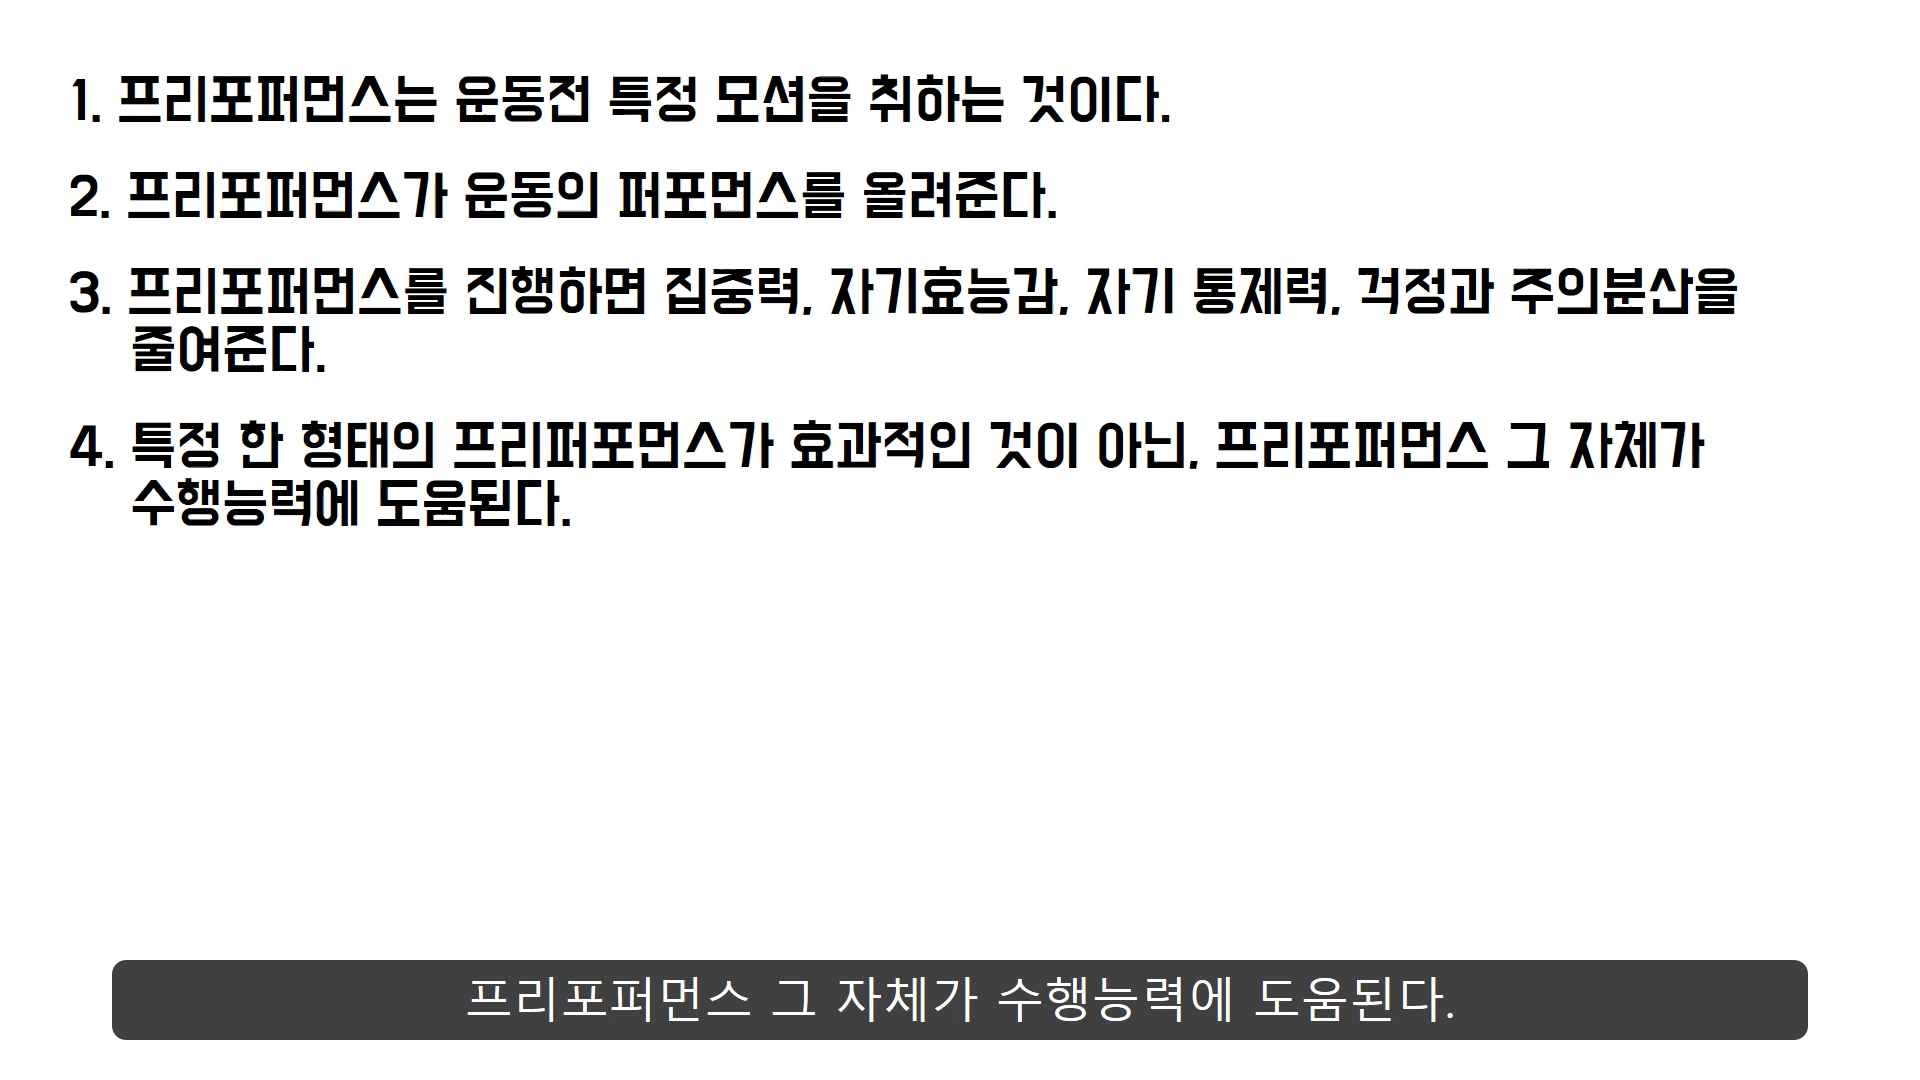 1. 프리포퍼먼스는 운동전 특정 모션을 취하는 것이다.
2. 프리포퍼먼스가 운동의 퍼포먼스를 올려준다.
3. 프리포퍼먼스를 진행하면 집중력, 자기효능감, 자기 통제력, 걱정과 주의분산을
줄여준다.
4. 특정 한 형태의 프리퍼포먼스가 효과적인 것이 아닌, 프리포퍼먼스 그 자체가
수행능력에 도움된다.
프리포퍼먼스 그 자체가 수행능력에 도움된다.